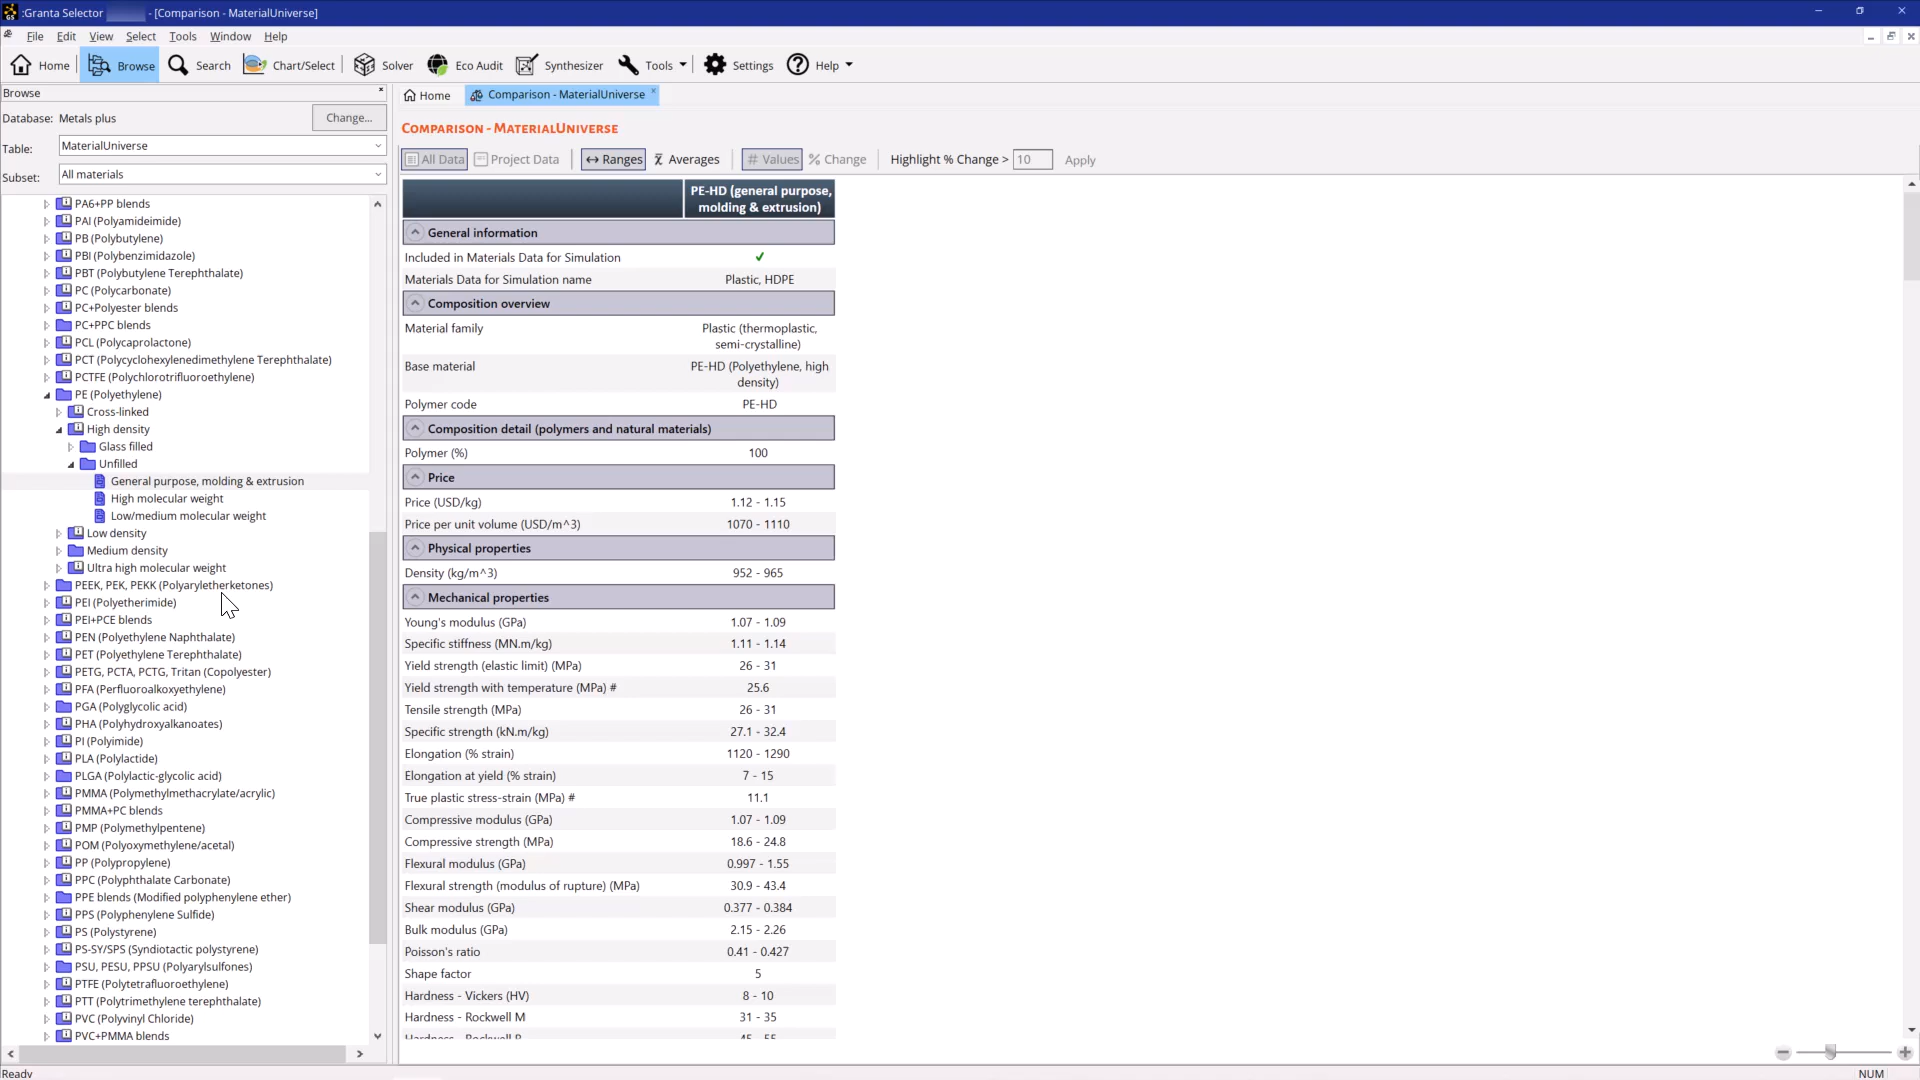 :Granta Selector - [Comparison - MaterialUniverse]
File Edit View Select Tools Window Help
Home Browse Search Chart/Select Solver Eco Audit Synthesizer Tools Settings Help
Browse
Database: Metals plus Change...
Table: MaterialUniverse
Subset: All materials
PA6+PP blends
PAI (Polyamideimide)
PB (Polybutylene)
PBI (Polybenzimidazole)
PBT (Polybutylene Terephthalate)
PC (Polycarbonate)
PC+Polyester blends
PC+PPC blends
PCL (Polycaprolactone)
PCT (Polycyclohexylenedimethylene Terephthalate)
PCTFE (Polychlorotrifluoroethylene)
PE (Polyethylene)
Cross-linked
High density
Glass filled
Unfilled
General purpose, molding & extrusion
High molecular weight
Low/medium molecular weight
Low density
Medium density
Ultra high molecular weight
PEEK, PEK, PEKK (Polyaryletherketones)
PEI (Polyetherimide)
PEI+PCE blends
PEN (Polyethylene Naphthalate)
PET (Polyethylene Terephthalate)
PETG, PCTA, PCTG, Tritan (Copolyester)
PFA (Perfluoroalkoxyethylene)
PGA (Polyglycolic acid)
PHA (Polyhydroxyalkanoates)
PI (Polyimide)
PLA (Polylactide)
PLGA (Polylactic-glycolic acid)
PMMA (Polymethylmethacrylate/acrylic)
PMMA+PC blends
PMP (Polymethylpentene)
POM (Polyoxymethylene/acetal)
PP (Polypropylene)
PPC (Polyphthalate Carbonate)
PPE blends (Modified polyphenylene ether)
PPS (Polyphenylene Sulfide)
PS (Polystyrene)
PS-SY/SPS (Syndiotactic polystyrene)
PSU, PESU, PPSU (Polyarylsulfones)
PTFE (Polytetrafluoroethylene)
PTT (Polytrimethylene terephthalate)
PVC (Polyvinyl Chloride)
PVC+PMMA blends
Home Comparison - MaterialUniverse
Comparison - MaterialUniverse
All Data Project Data Ranges Averages # Values % Change Highlight % Change > 10 Apply
PE-HD (general purpose,
molding & extrusion)
General information
Included in Materials Data for Simulation ✓
Materials Data for Simulation name Plastic, HDPE
Composition overview
Material family Plastic (thermoplastic,
semi-crystalline)
Base material PE-HD (Polyethylene, high
density)
Polymer code PE-HD
Composition detail (polymers and natural materials)
Polymer (%) 100
Price
Price (USD/kg) 1.12 - 1.15
Price per unit volume (USD/m^3) 1070 - 1110
Physical properties
Density (kg/m^3) 952 - 965
Mechanical properties
Young's modulus (GPa) 1.07 - 1.09
Specific stiffness (MN.m/kg) 1.11 - 1.14
Yield strength (elastic limit) (MPa) 26 - 31
Yield strength with temperature (MPa) # 25.6
Tensile strength (MPa) 26 - 31
Specific strength (kN.m/kg) 27.1 - 32.4
Elongation (% strain) 1120 - 1290
Elongation at yield (% strain) 7 - 15
True plastic stress-strain (MPa) # 11.1
Compressive modulus (GPa) 1.07 - 1.09
Compressive strength (MPa) 18.6 - 24.8
Flexural modulus (GPa) 0.997 - 1.55
Flexural strength (modulus of rupture) (MPa) 30.9 - 43.4
Shear modulus (GPa) 0.377 - 0.384
Bulk modulus (GPa) 2.15 - 2.26
Poisson's ratio 0.41 - 0.427
Shape factor 5
Hardness - Vickers (HV) 8 - 10
Hardness - Rockwell M 31 - 35
Ready NUM